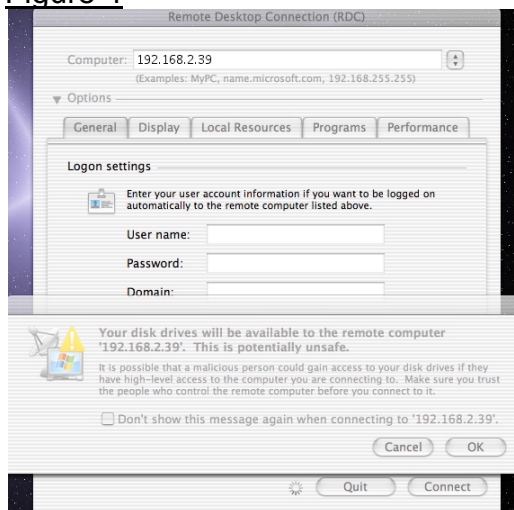 Remote Desktop Connection (RDC)
Computer: 192.168.2.39
(Examples: MyPC, name.microsoft.com, 192.168.255.255)
Options
General Display Local Resources Programs Performance
Logon settings
Enter your user account information if you want to be logged on
automatically to the remote computer listed above.
User name:
Password:
Domain:
Your disk drives will be available to the remote computer
'192.168.2.39'. This is potentially unsafe.
It is possible that a malicious person could gain access to your disk drives if they
have high-level access to the computer you are connecting to. Make sure you trust
the people who control the remote computer before you connect to it.
Don't show this message again when connecting to '192.168.2.39'.
Cancel OK
Quit Connect